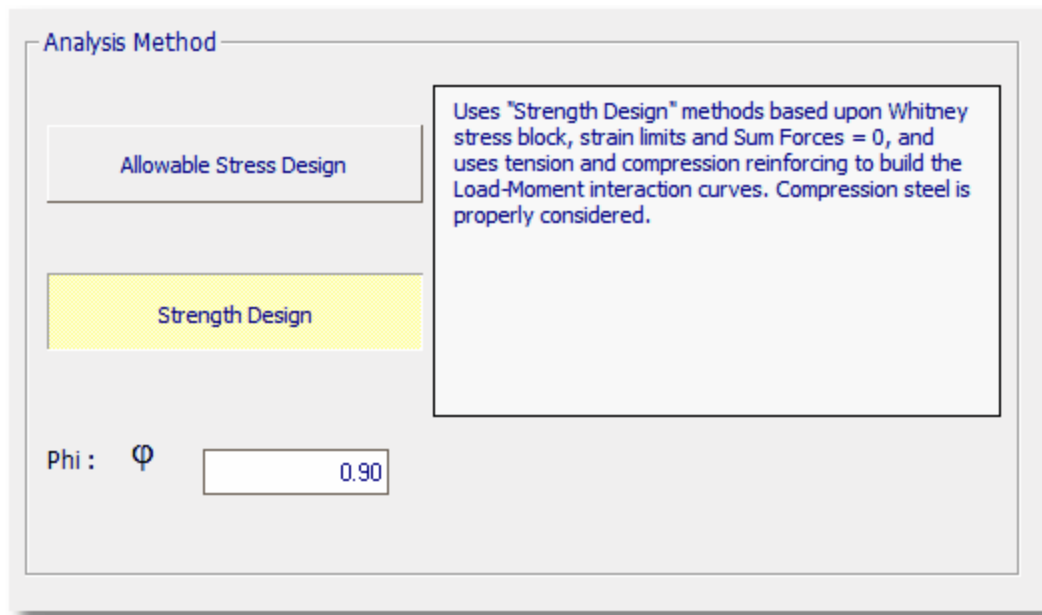 Analysis Method
Allowable Stress Design
Uses "Strength Design" methods based upon Whitney
stress block, strain limits and Sum Forces = 0, and
uses tension and compression reinforcing to build the
Load-Moment interaction curves. Compression steel is
properly considered.
Strength Design
Phi : φ 0.90